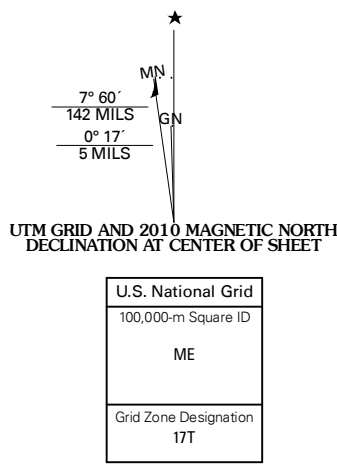 ★
MN
7° 60´
142 MILS
GN
0° 17´
5 MILS
UTM GRID AND 2010 MAGNETIC NORTH
DECLINATION AT CENTER OF SHEET
U.S. National Grid
100,000-m Square ID
ME
Grid Zone Designation
17T